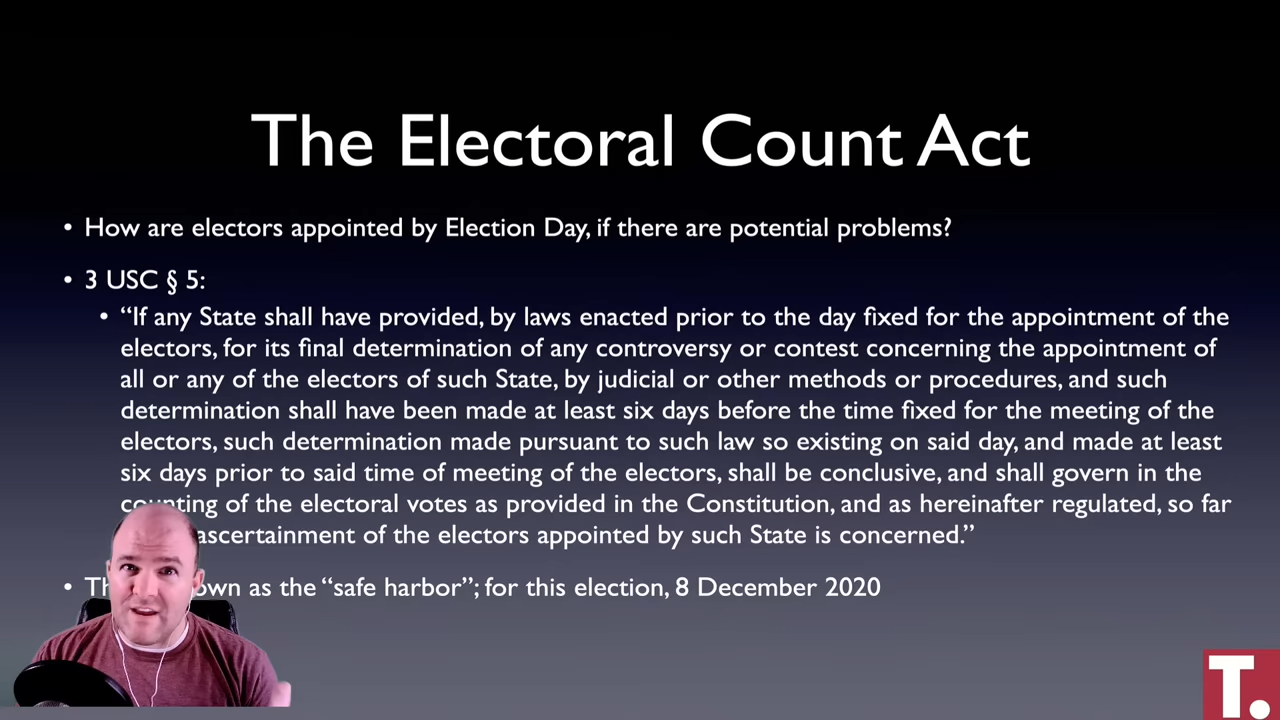 The Electoral Count Act
• How are electors appointed by Election Day, if there are potential problems?
• 3 USC § 5:
• “If any State shall have provided, by laws enacted prior to the day fixed for the appointment of the
electors, for its final determination of any controversy or contest concerning the appointment of
all or any of the electors of such State, by judicial or other methods or procedures, and such
determination shall have been made at least six days before the time fixed for the meeting of the
electors, such determination made pursuant to such law so existing on said day, and made at least
six days prior to said time of meeting of the electors, shall be conclusive, and shall govern in the
counting of the electoral votes as provided in the Constitution, and as hereinafter regulated, so far
ascertainment of the electors appointed by such State is concerned.”
• as the “safe harbor”; for this election, 8 December 2020
T.